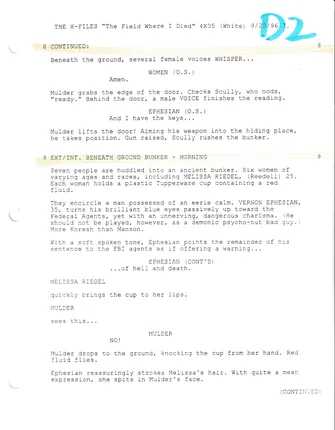 THE X-FILES "The Field Where I Died" 4X05 (White) 9/20/96
D2
8 CONTINUED: 8
Beneath the ground, several female voices WHISPER...
WOMEN (O.S.)
Amen.
Mulder grabs the edge of the door. Checks Scully, who nods,
"ready." Behind the door, a male VOICE finishes the reading.
EPHESIAN (O.S.)
And I have the keys...
Mulder lifts the door! Aiming his weapon into the hiding place,
he takes position. Gun raised, Scully rushes the bunker.
9 EXT/INT. BENEATH GROUND BUNKER - MORNING 9
Seven people are huddled into an ancient bunker. Six women of
varying ages and races, including MELISSA RIEDEL, (Reedell) 25.
Each woman holds a plastic Tupperware cup containing a red
fluid.
They encircle a man possessed of an eerie calm. VERNON EPHESIAN,
35, turns his brilliant blue eyes passively up toward the
Federal Agents, yet with an unnerving, dangerous charisma. (He
should not be played, however, as a demonic psycho-nut bad guy.)
More Koresh than Manson.
With a soft spoken tone, Ephesian points the remainder of his
sentence to the FBI agents as if offering a warning...
EPHESIAN (CONT'D)
...of hell and death.
MELISSA RIEDEL
quickly brings the cup to her lips.
MULDER
sees this...
MULDER
NO!
Mulder drops to the ground, knocking the cup from her hand. Red
fluid flies.
Ephesian reassuringly strokes Melissa's hair. With quite a mean
expression, she spits in Mulder's face.
(CONTINUED)